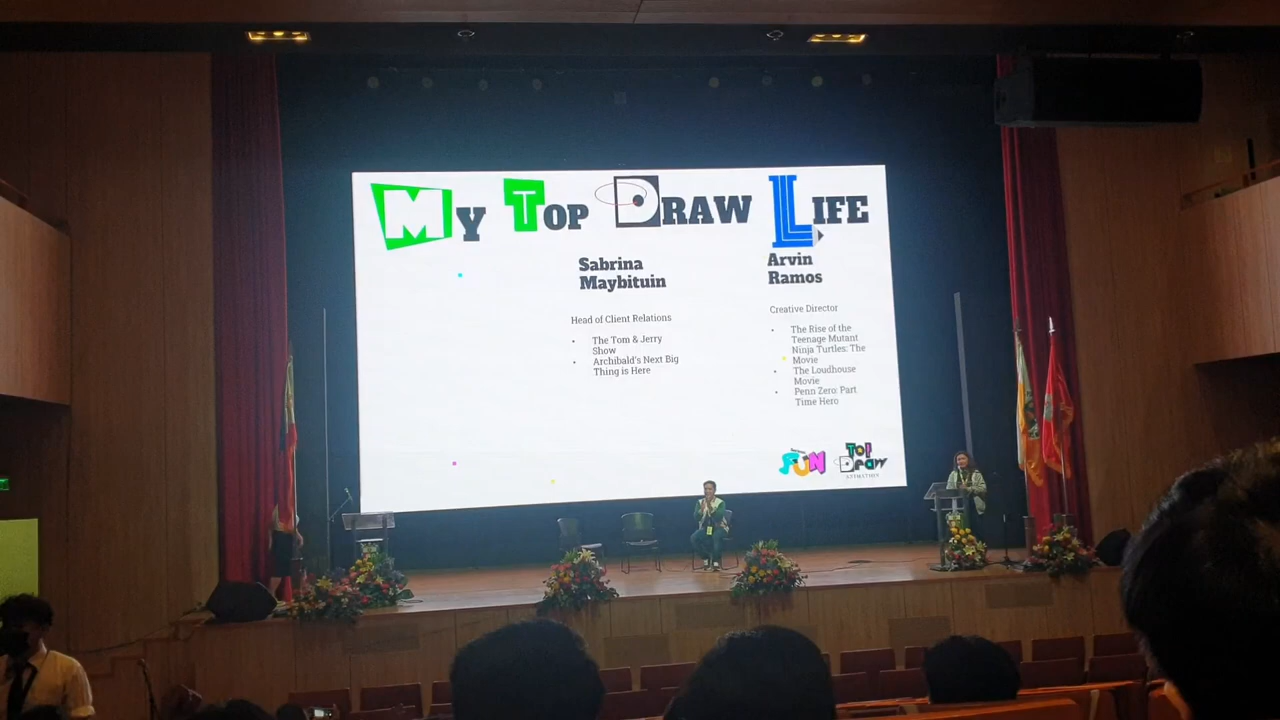 My Top Draw Life
Sabrina
Maybituin
Head of Client Relations
• The Tom & Jerry
Show
• Archibald's Next Big
Thing is Here
Arvin
Ramos
Creative Director
• The Rise of the
Teenage Mutant
Ninja Turtles: The
Movie
• The Loudhouse
Movie
• Penn Zero: Part
Time Hero
FUN
Top
Draw
ANIMATION